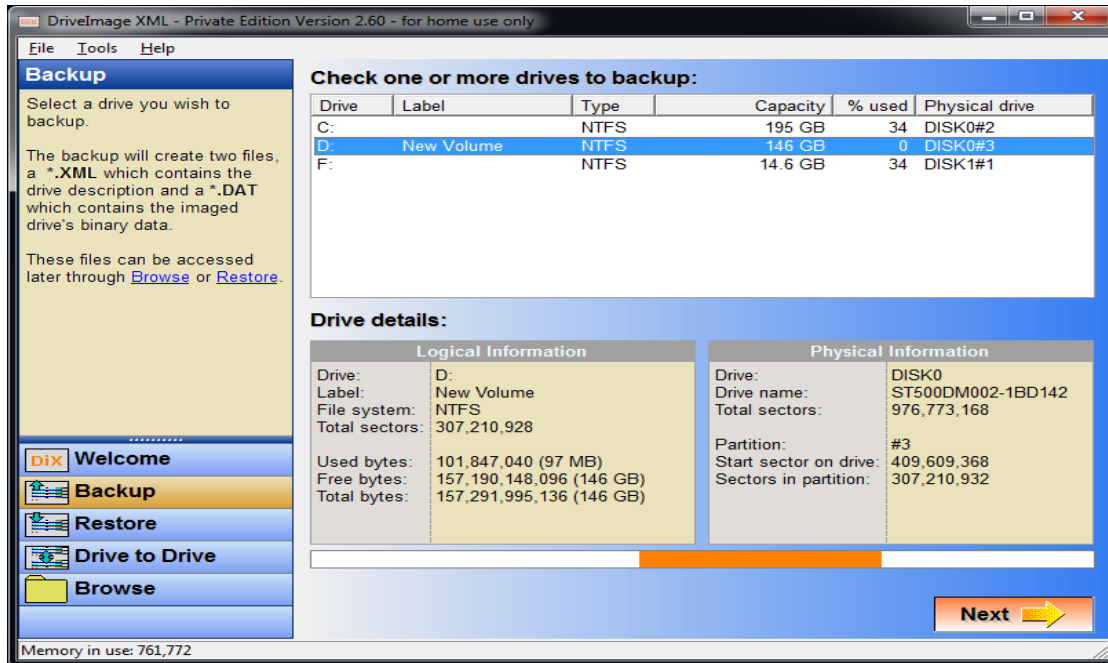 DiX DriveImage XML - Private Edition Version 2.60 - for home use only
File Tools Help
Backup
Select a drive you wish to
backup.
The backup will create two files,
a *.XML which contains the
drive description and a *.DAT
which contains the imaged
drive's binary data.
These files can be accessed
later through Browse or Restore.
DiX Welcome
Backup
Restore
Drive to Drive
Browse
Check one or more drives to backup:
Drive Label Type Capacity % used Physical drive
C: NTFS 195 GB 34 DISK0#2
D: New Volume NTFS 146 GB 0 DISK0#3
F: NTFS 14.6 GB 34 DISK1#1
Drive details:
Logical Information
Drive: D:
Label: New Volume
File system: NTFS
Total sectors: 307,210,928
Used bytes: 101,847,040 (97 MB)
Free bytes: 157,190,148,096 (146 GB)
Total bytes: 157,291,995,136 (146 GB)
Physical Information
Drive: DISK0
Drive name: ST500DM002-1BD142
Total sectors: 976,773,168
Partition: #3
Start sector on drive: 409,609,368
Sectors in partition: 307,210,932
Next
Memory in use: 761,772